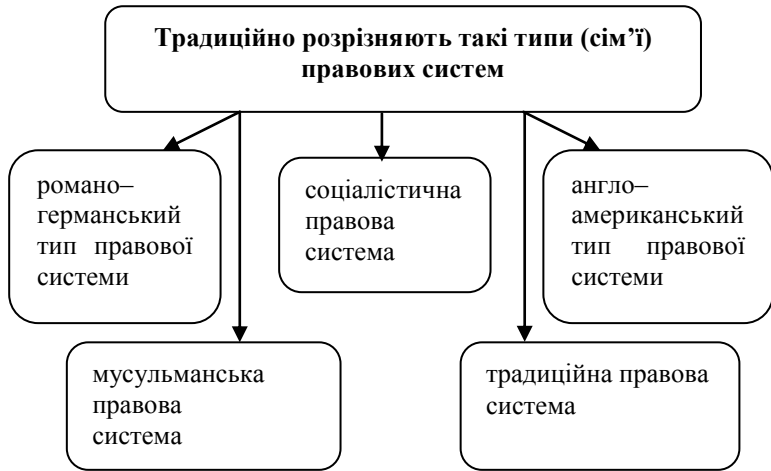 Традиційно розрізняють такі типи (сім’ї)
правових систем
романо–
германський
тип правової
системи
соціалістична
правова
система
англо–
американський
тип правової
системи
мусульманська
правова
система
традиційна правова
система